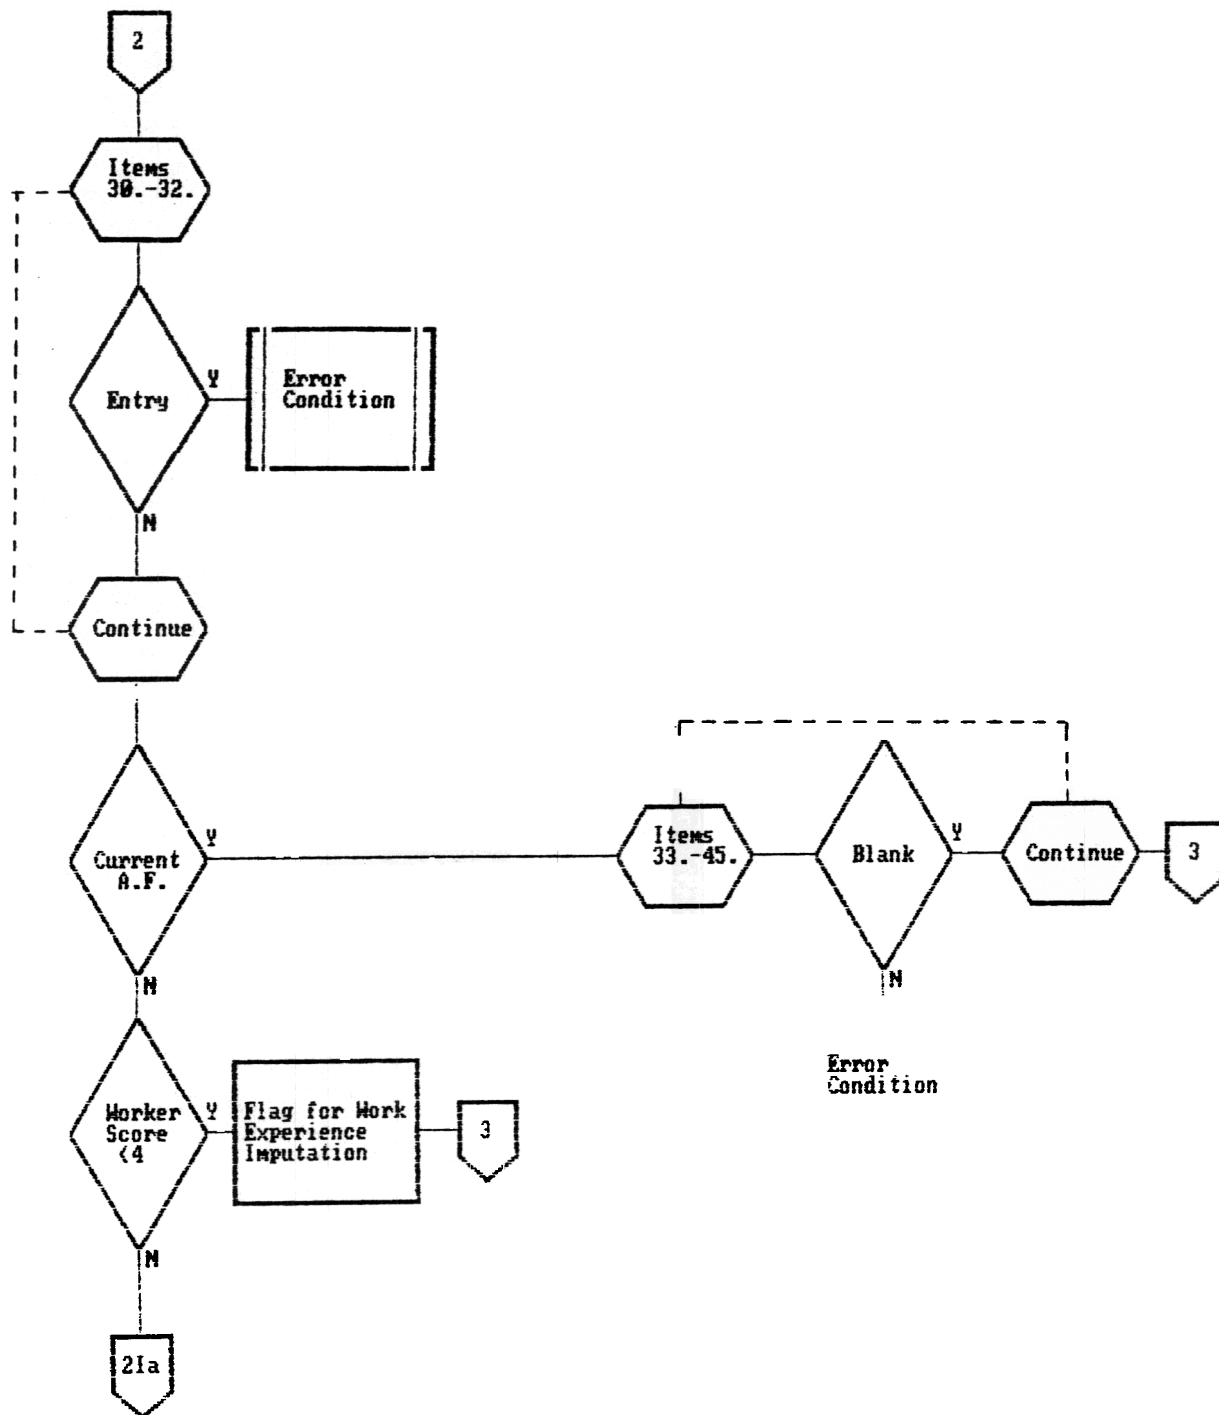 2
Items
30.-32.
Entry
Y
Error
Condition
N
Continue
Current
A.F.
Y
Items
33.-45.
Blank
Y
Continue
3
N
N
Error
Condition
Worker
Score
<4
Y
Flag for Work
Experience
Imputation
3
N
2Ia